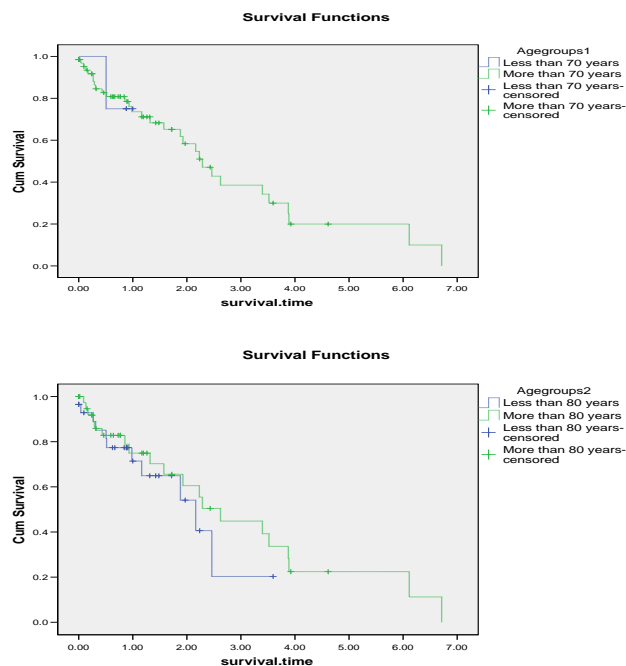 Survival Functions
Agegroups1
Less than 70 years
More than 70 years
Less than 70 years-
censored
More than 70 years-
censored
Cum Survival
1.0
0.8
0.6
0.4
0.2
0.0
0.00 1.00 2.00 3.00 4.00 5.00 6.00 7.00
survival.time
Survival Functions
Agegroups2
Less than 80 years
More than 80 years
Less than 80 years-
censored
More than 80 years-
censored
Cum Survival
1.0
0.8
0.6
0.4
0.2
0.0
0.00 1.00 2.00 3.00 4.00 5.00 6.00 7.00
survival.time